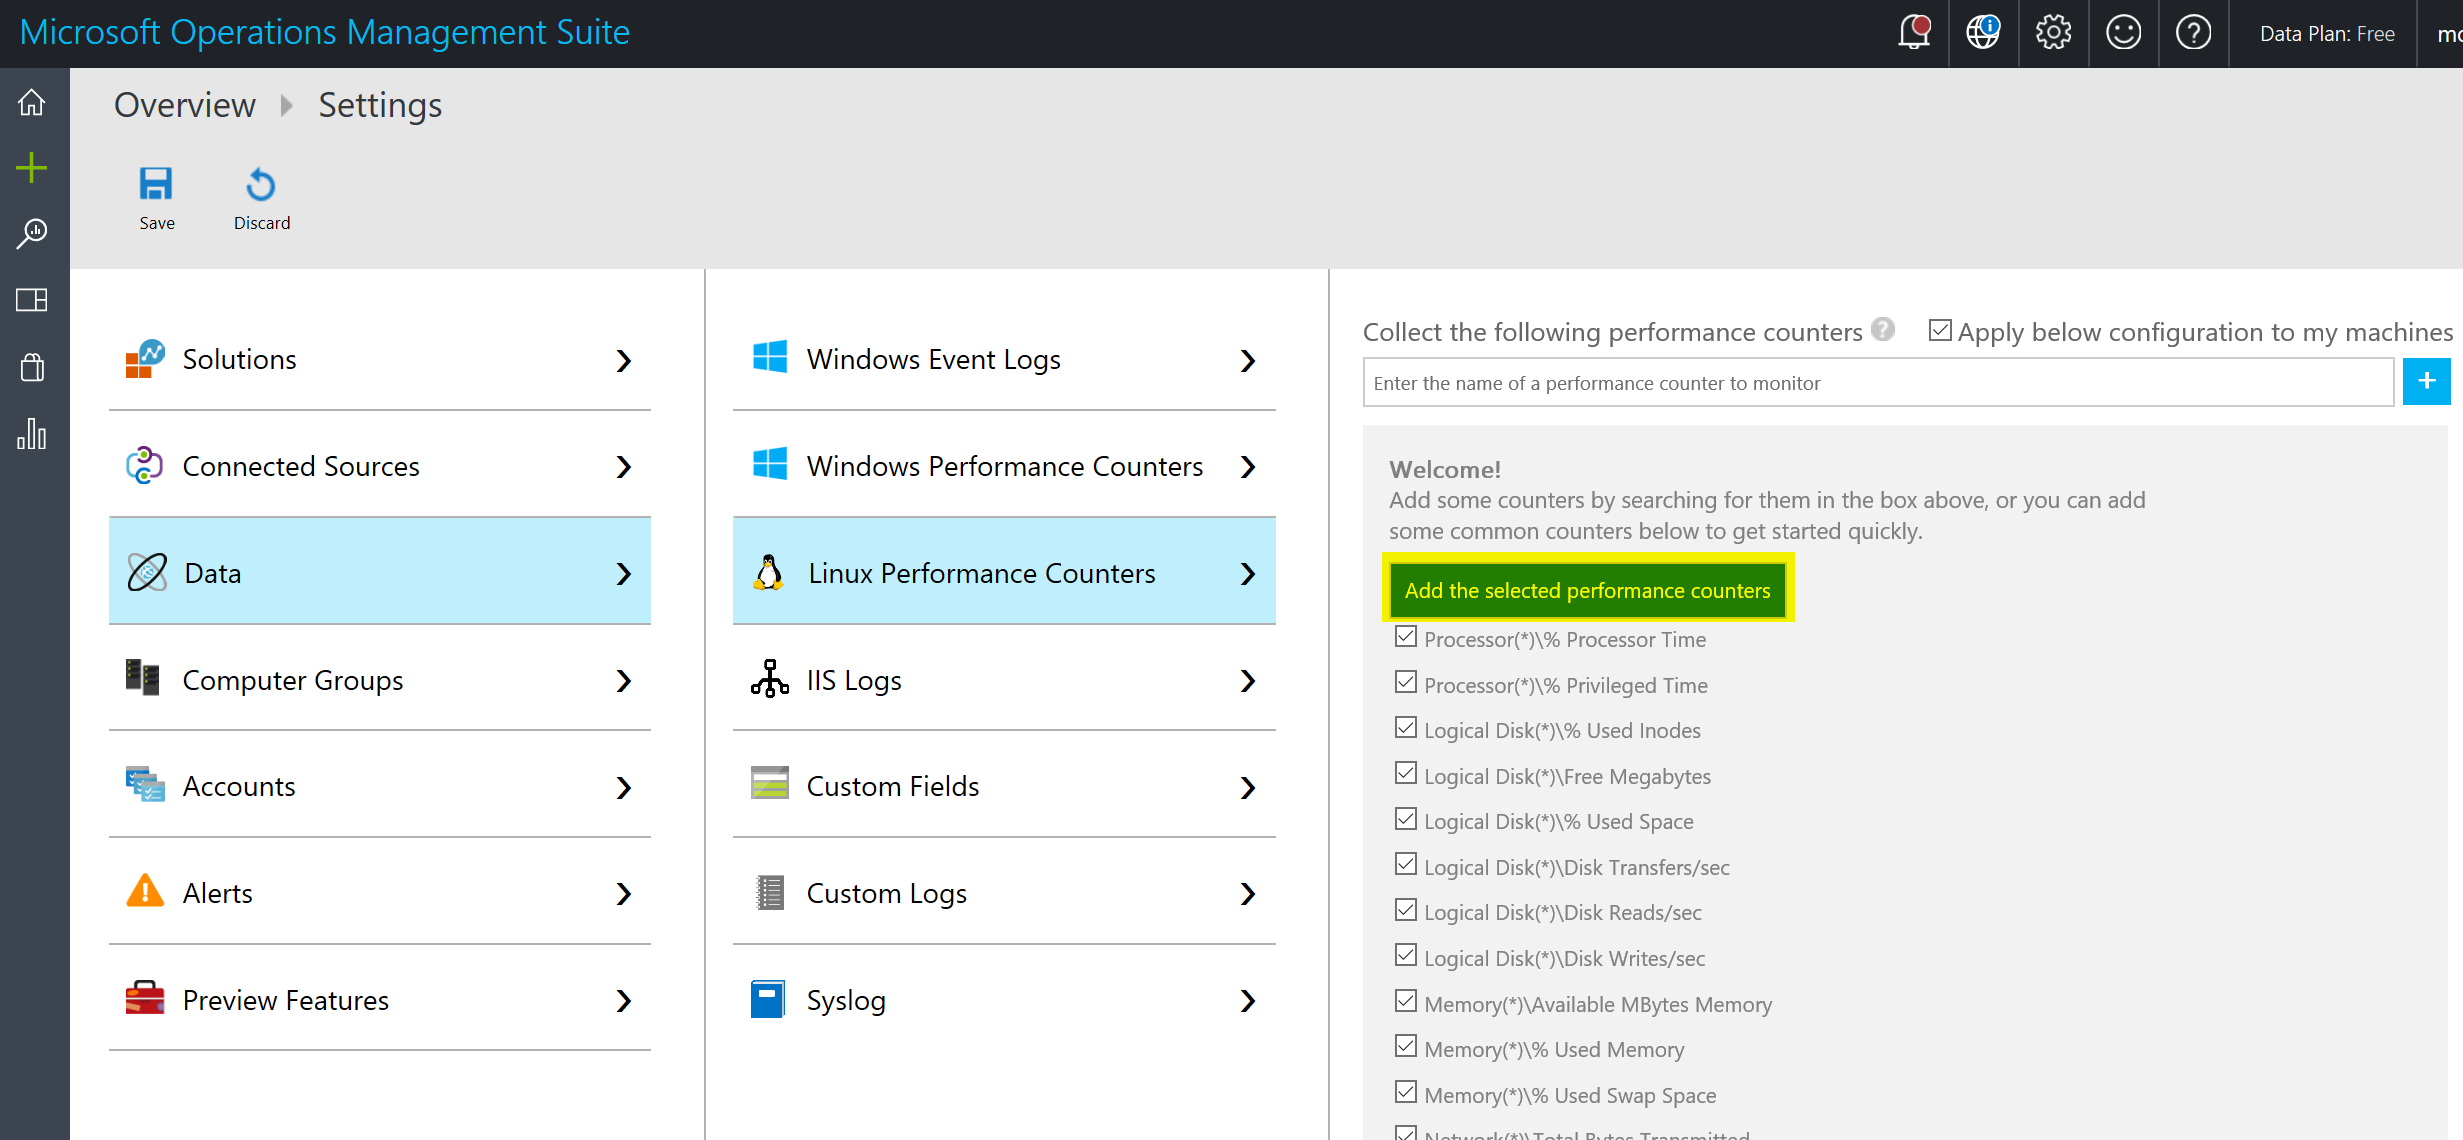 Microsoft Operations Management Suite
Data Plan: Free
Overview
Settings
Save
Discard
Solutions
Connected Sources
Data
Computer Groups
Accounts
Alerts
Preview Features
Windows Event Logs
Windows Performance Counters
Linux Performance Counters
IIS Logs
Custom Fields
Custom Logs
Syslog
Collect the following performance counters
Apply below configuration to my machines
Enter the name of a performance counter to monitor
Welcome!
Add some counters by searching for them in the box above, or you can add
some common counters below to get started quickly.
Add the selected performance counters
Processor(*)\% Processor Time
Processor(*)\% Privileged Time
Logical Disk(*)\% Used Inodes
Logical Disk(*)\Free Megabytes
Logical Disk(*)\% Used Space
Logical Disk(*)\Disk Transfers/sec
Logical Disk(*)\Disk Reads/sec
Logical Disk(*)\Disk Writes/sec
Memory(*)\Available MBytes Memory
Memory(*)\% Used Memory
Memory(*)\% Used Swap Space
Network(*)\Total Bytes Transmitted